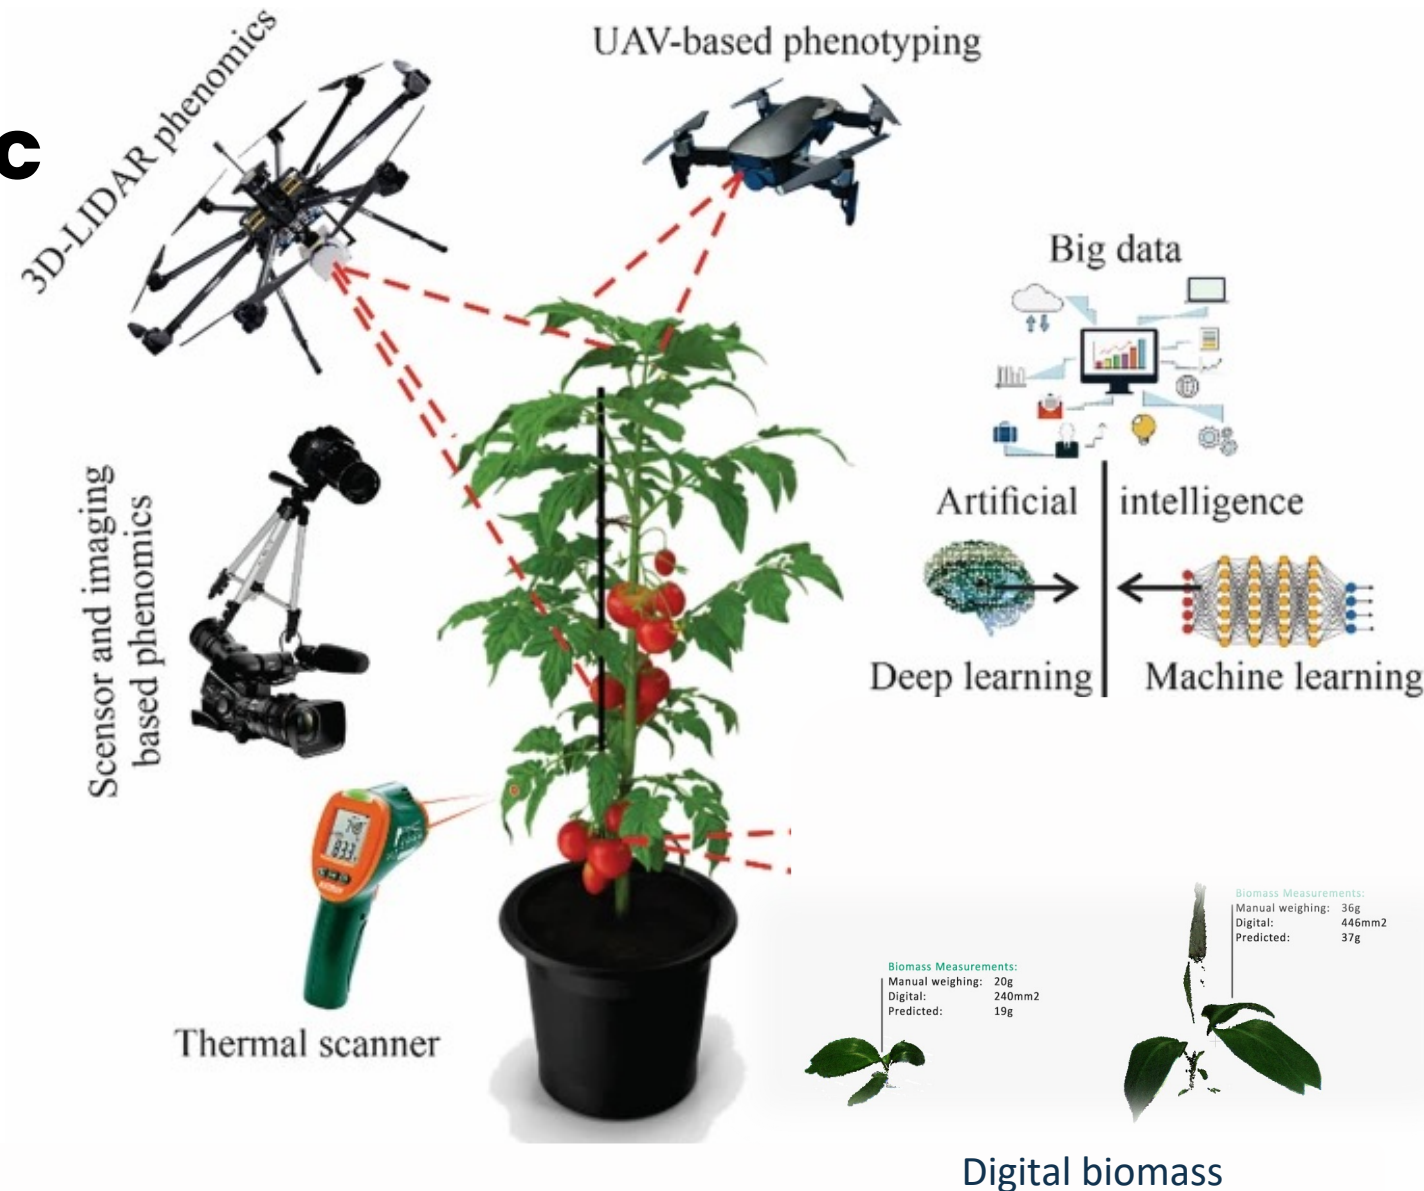 c
3D-LIDAR phenomics
UAV-based phenotyping
Big data
Artificial intelligence
Deep learning
Machine learning
Scensor and imaging
based phenomics
Thermal scanner
Biomass Measurements:
Manual weighing: 20g
Digital: 240mm2
Predicted: 19g
Biomass Measurements:
Manual weighing: 36g
Digital: 446mm2
Predicted: 37g
Digital biomass